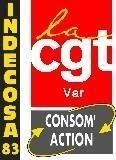 INDECOSA 83
la
cgt
Var
CONSOM'
ACTION